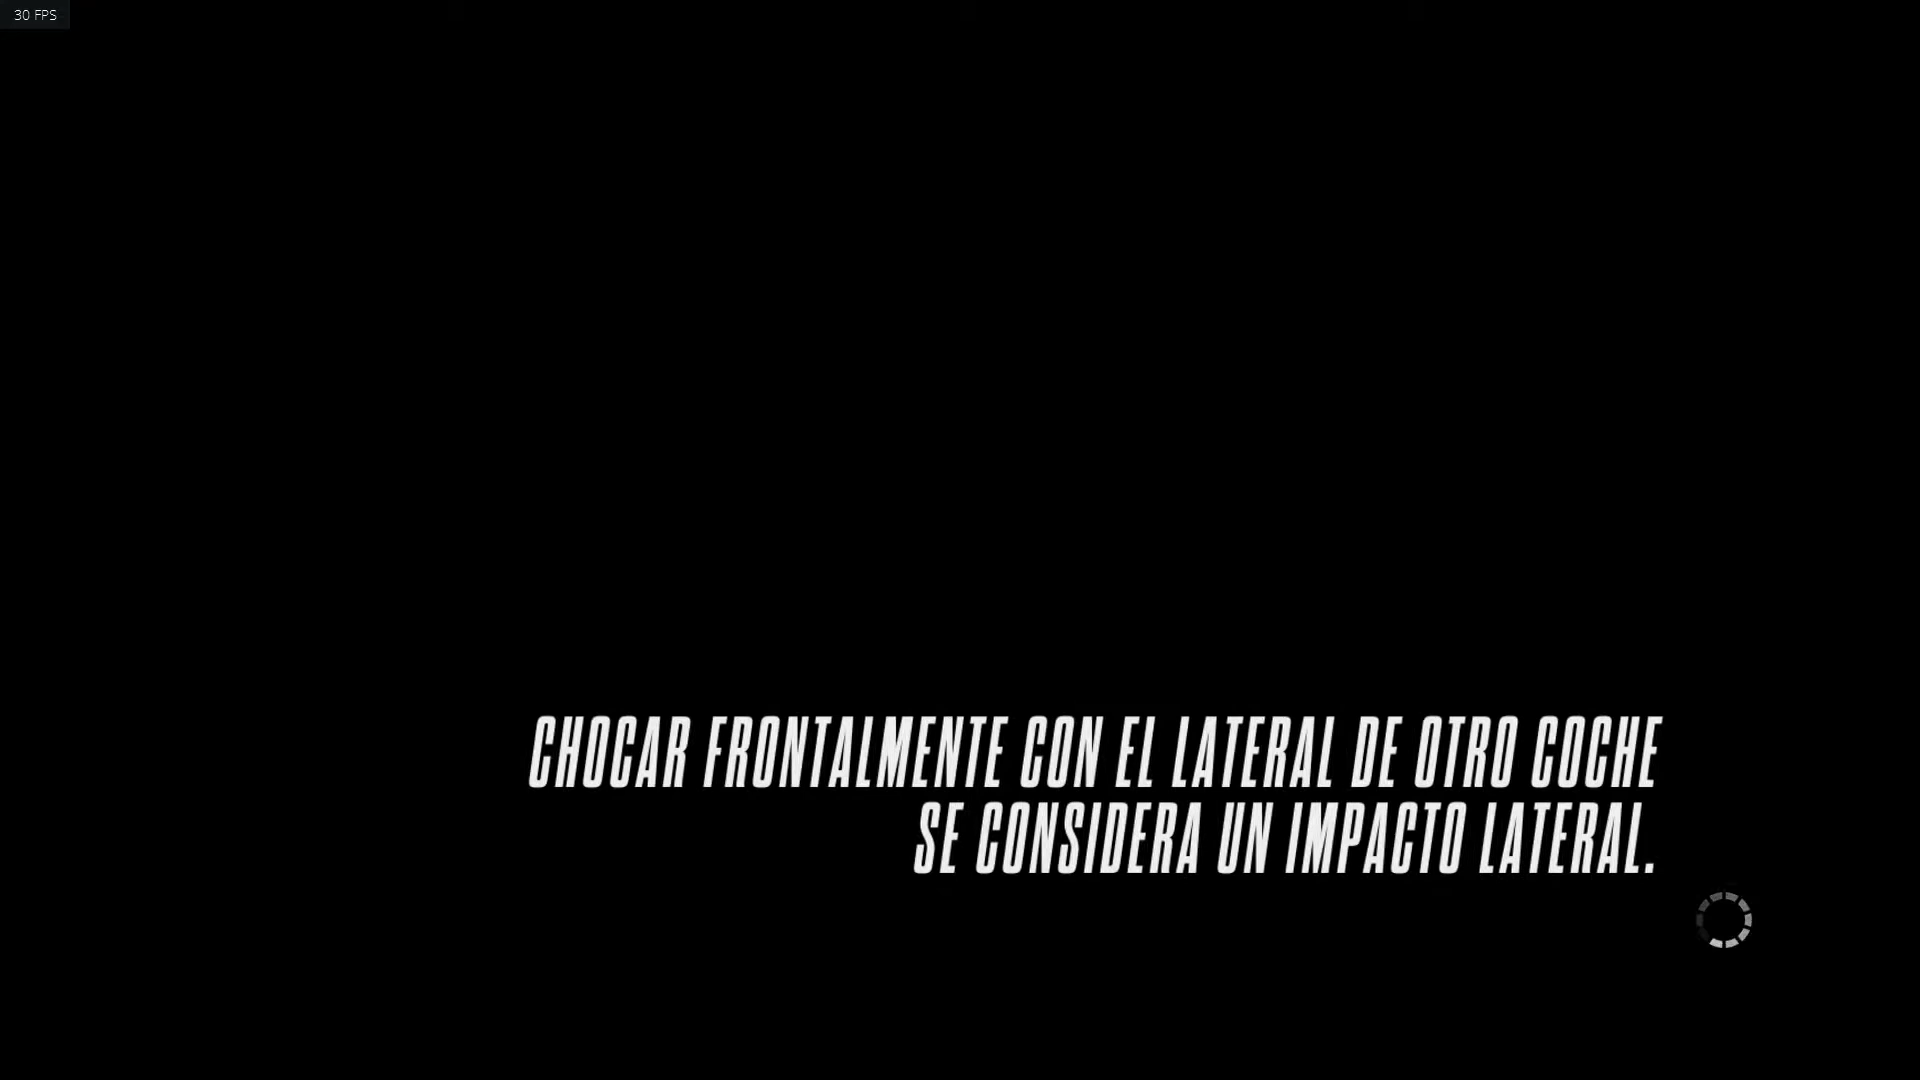 30 FPS
CHOCAR FRONTALMENTE CON EL LATERAL DE OTRO COCHE
SE CONSIDERA UN IMPACTO LATERAL.